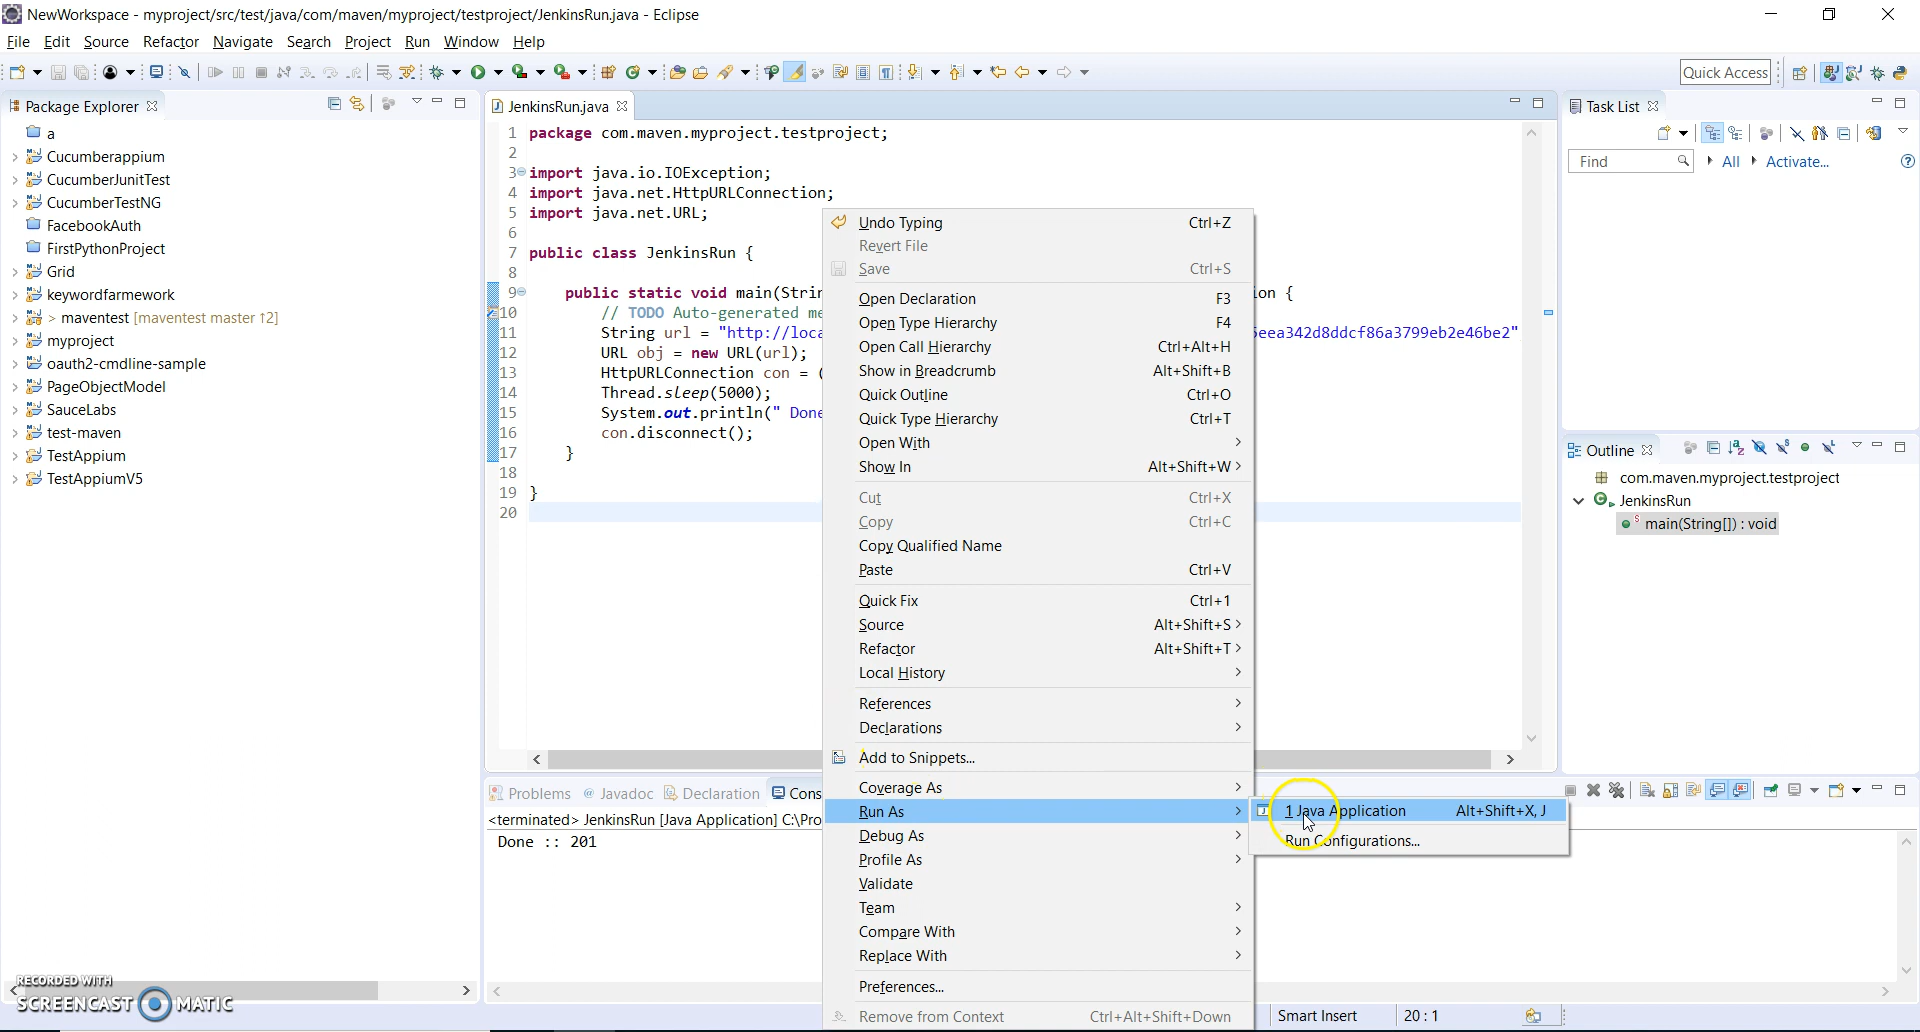 NewWorkspace - myproject/src/test/java/com/maven/myproject/testproject/JenkinsRun.java - Eclipse
File Edit Source Refactor Navigate Search Project Run Window Help
Quick Access
Package Explorer
a
Cucumberappium
CucumberJunitTest
CucumberTestNG
FacebookAuth
FirstPythonProject
Grid
keywordfarmework
> maventest [maventest master ↑2]
myproject
oauth2-cmdline-sample
PageObjectModel
SauceLabs
test-maven
TestAppium
TestAppiumV5
JenkinsRun.java
1 package com.maven.myproject.testproject;
2
3 import java.io.IOException;
4 import java.net.HttpURLConnection;
5 import java.net.URL;
6
7 public class JenkinsRun {
8
9 public static void main(Strin ion {
10 // TODO Auto-generated me
11 String url = "http://loca 5eea342d8ddcf86a3799eb2e46be2"
12 URL obj = new URL(url);
13 HttpURLConnection con = (
14 Thread.sleep(5000);
15 System.out.println(" Done
16 con.disconnect();
17 }
18
19 }
20
Undo Typing Ctrl+Z
Revert File
Save Ctrl+S
Open Declaration F3
Open Type Hierarchy F4
Open Call Hierarchy Ctrl+Alt+H
Show in Breadcrumb Alt+Shift+B
Quick Outline Ctrl+O
Quick Type Hierarchy Ctrl+T
Open With
Show In Alt+Shift+W
Cut Ctrl+X
Copy Ctrl+C
Copy Qualified Name
Paste Ctrl+V
Quick Fix Ctrl+1
Source Alt+Shift+S
Refactor Alt+Shift+T
Local History
References
Declarations
Add to Snippets...
Coverage As
Run As
Debug As
Profile As
Validate
Team
Compare With
Replace With
Preferences...
Remove from Context Ctrl+Alt+Shift+Down
1 Java Application Alt+Shift+X, J
Run Configurations...
Task List
Find All Activate...
Outline
com.maven.myproject.testproject
JenkinsRun
main(String[]) : void
Problems Javadoc Declaration Cons
<terminated> JenkinsRun [Java Application] C:\Pro
Done :: 201
RECORDED WITH
SCREENCAST MATIC
Smart Insert 20 : 1